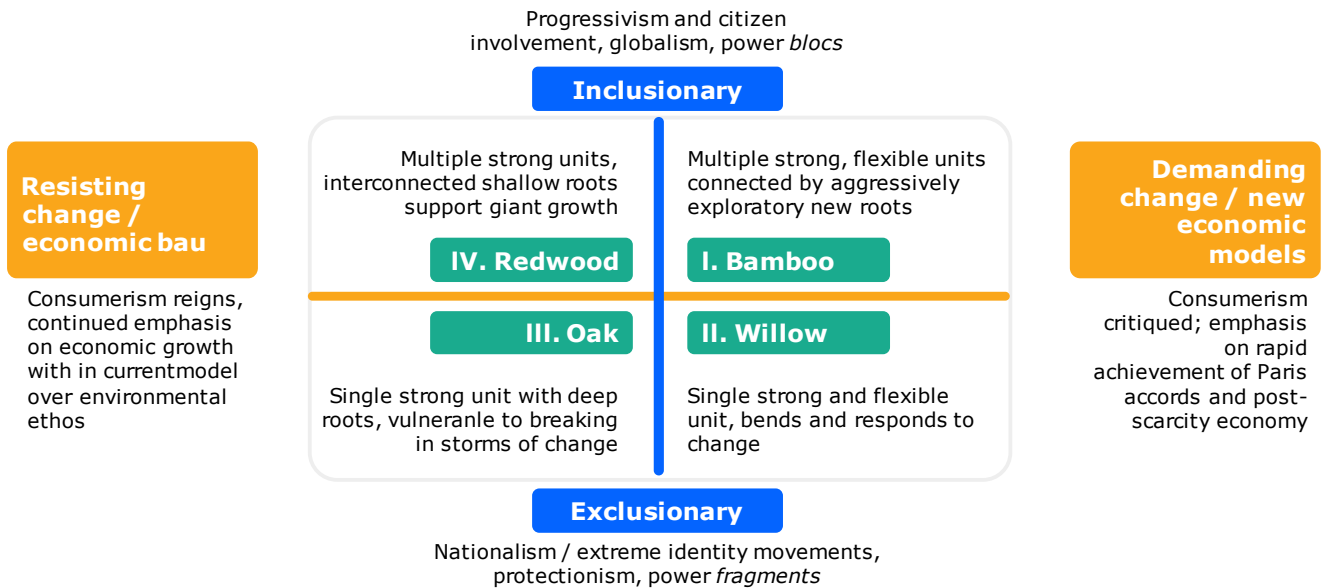 Progressivism and citizen
involvement, globalism, power blocs
Inclusionary
Resisting
change /
economic bau
Consumerism reigns,
continued emphasis
on economic growth
with in currentmodel
over environmental
ethos
Multiple strong units,
interconnected shallow roots
support giant growth
IV. Redwood
Multiple strong, flexible units
connected by aggressively
exploratory new roots
I. Bamboo
III. Oak
Single strong unit with deep
roots, vulneranle to breaking
in storms of change
II. Willow
Single strong and flexible
unit, bends and responds to
change
Demanding
change / new
economic
models
Consumerism
critiqued; emphasis
on rapid
achievement of Paris
accords and post-
scarcity economy
Exclusionary
Nationalism / extreme identity movements,
protectionism, power fragments